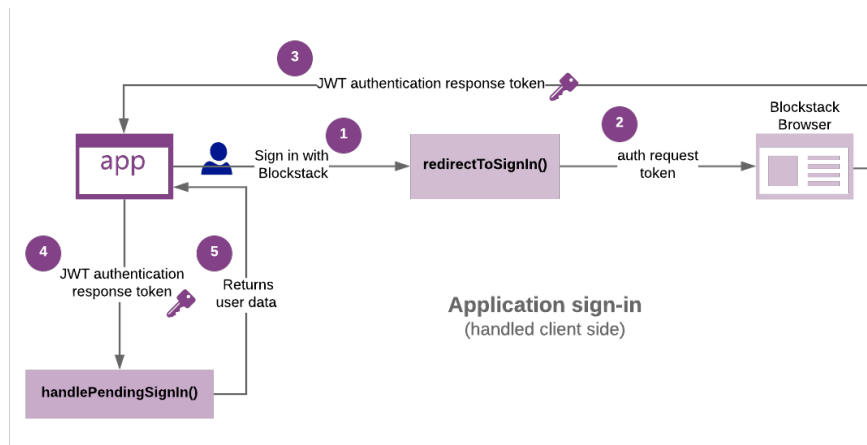 3
JWT authentication response token
app
Sign in with
Blockstack
1
redirectToSignIn()
2
auth request
token
Blockstack
Browser
4
JWT authentication
response token
5
Returns
user data
Application sign-in
(handled client side)
handlePendingSignIn()